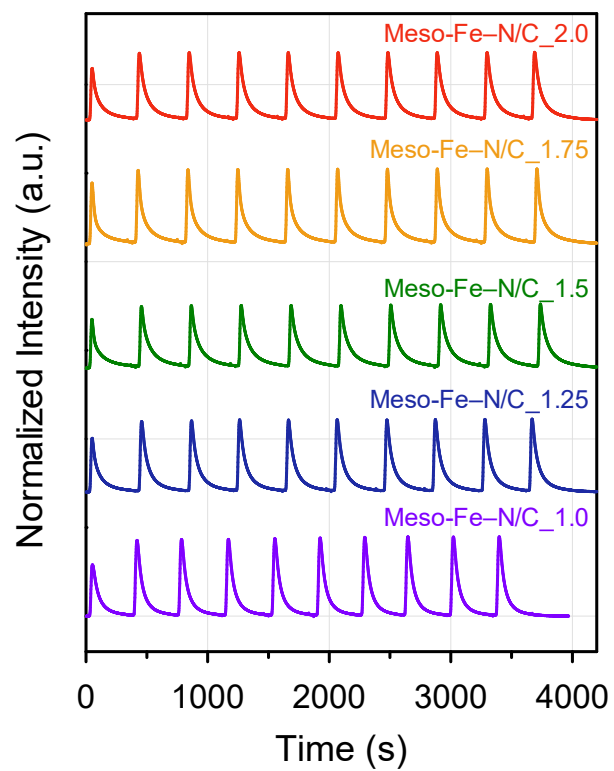 Meso-Fe–N/C_2.0
Meso-Fe–N/C_1.75
Meso-Fe–N/C_1.5
Meso-Fe–N/C_1.25
Meso-Fe–N/C_1.0
Normalized Intensity (a.u.)
0 1000 2000 3000 4000
Time (s)